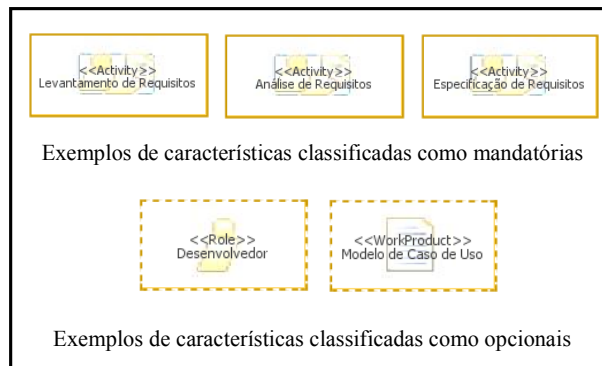 <<Activity>>
Levantamento de Requisitos
<<Activity>>
Análise de Requisitos
<<Activity>>
Especificação de Requisitos
Exemplos de características classificadas como mandatórias
<<Role>>
Desenvolvedor
<<WorkProduct>>
Modelo de Caso de Uso
Exemplos de características classificadas como opcionais